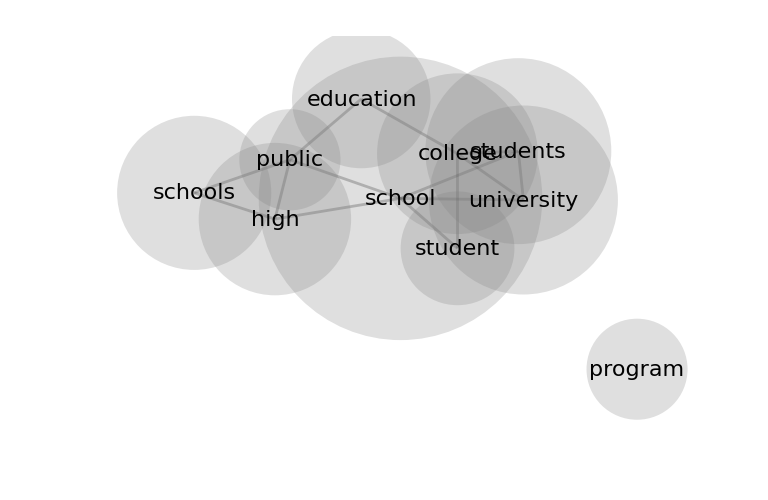 education
college
students
public
schools
school
university
high
student
program